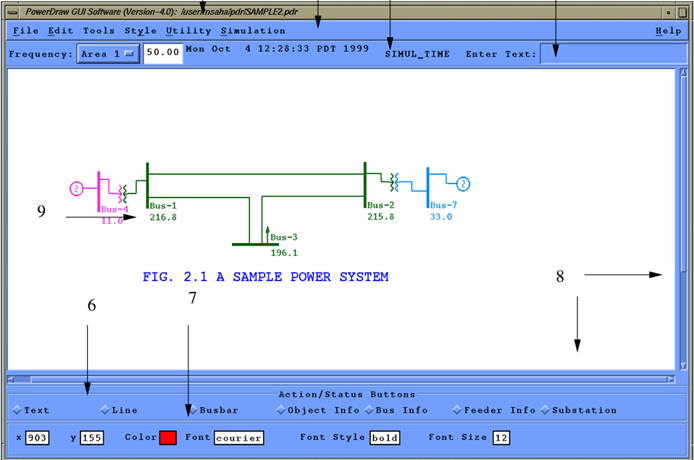 PowerDraw GUI Software (Version-4.0): /user/nsaha/pdr/SAMPLE2.pdr
File Edit Tools Style Utility Simulation Help
Frequency: Area 1 50.00 Mon Oct 4 12:28:33 PDT 1999 SIMUL_TIME Enter Text:
9
Bus-4
11.0
Bus-1
216.8
Bus-2
215.8
Bus-7
33.0
Bus-3
196.1
FIG. 2.1 A SAMPLE POWER SYSTEM
8
6
7
Action/Status Buttons
Text Line Busbar Object Info Bus Info Feeder Info Substation
x 903 y 155 Color Font courier Font Style bold Font Size 12